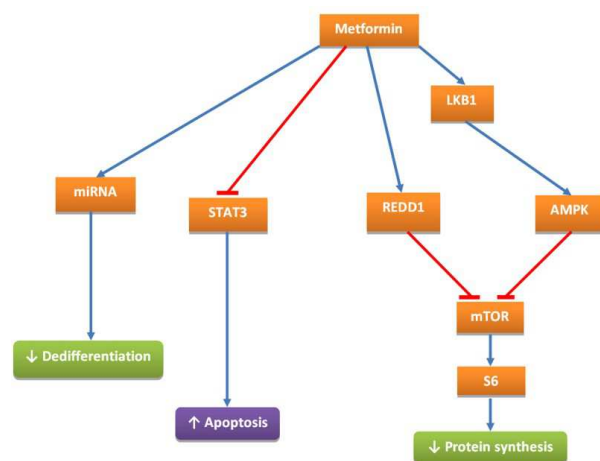 Metformin
LKB1
miRNA
STAT3
REDD1
AMPK
mTOR
↓ Dedifferentiation
S6
↑ Apoptosis
↓ Protein synthesis